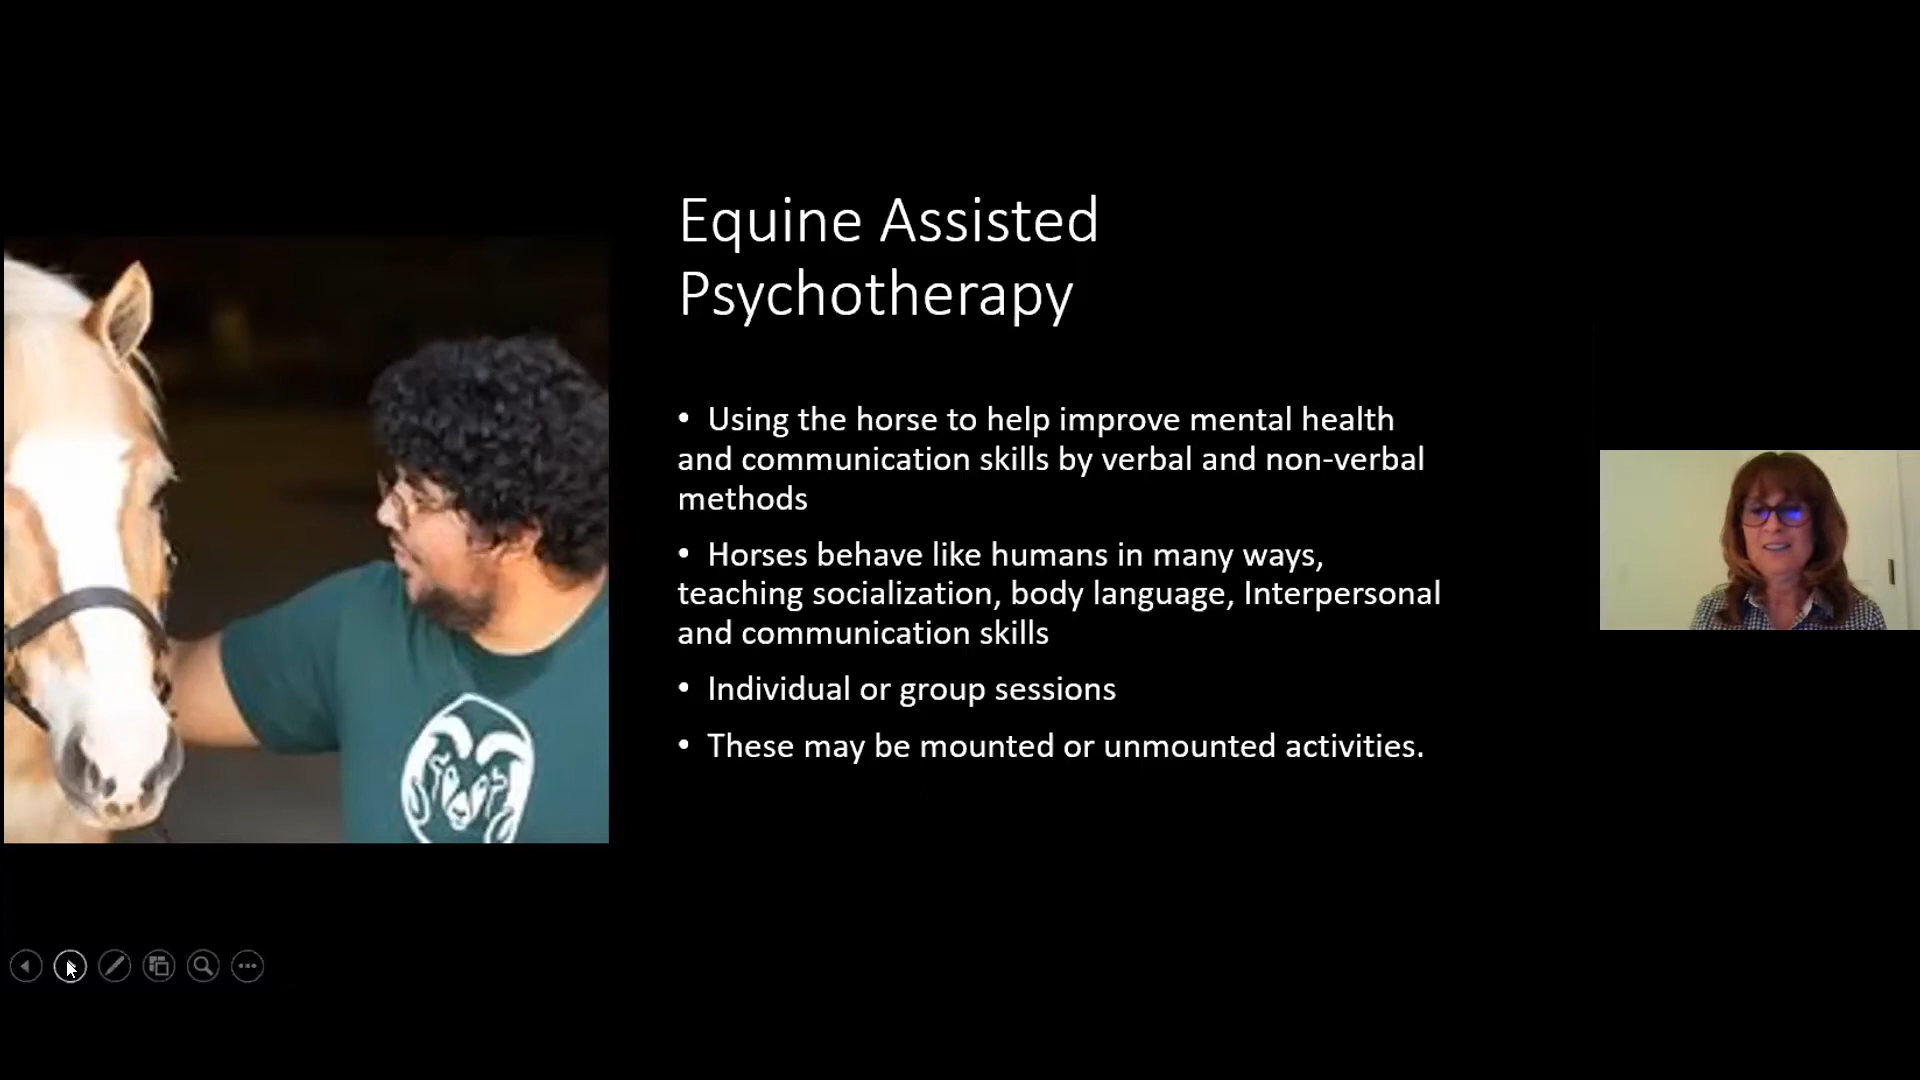 Equine Assisted
Psychotherapy
• Using the horse to help improve mental health
and communication skills by verbal and non-verbal
methods
• Horses behave like humans in many ways,
teaching socialization, body language, Interpersonal
and communication skills
• Individual or group sessions
• These may be mounted or unmounted activities.